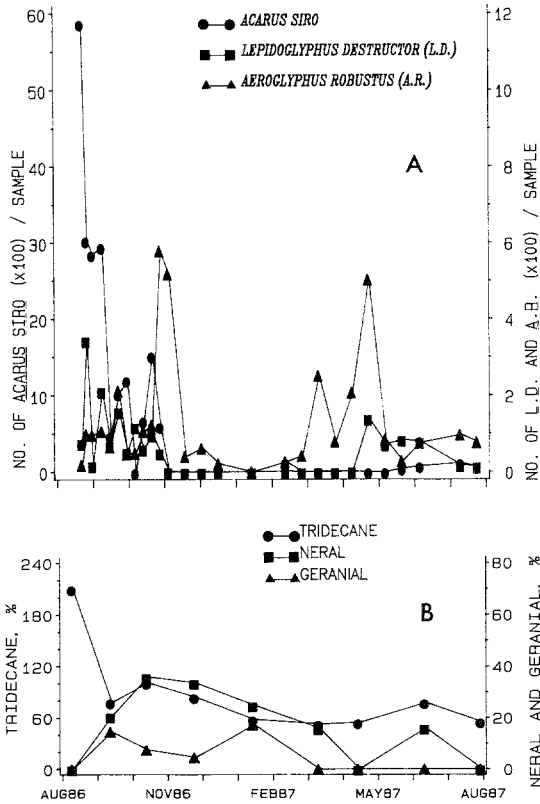 60
50
40
30
20
10
0
NO. OF ACARUS SIRO (x100) / SAMPLE
ACARUS SIRO
LEPIDOGLYPHUS DESTRUCTOR (L.D.)
AEROGLYPHUS ROBUSTUS (A.R.)
A
12
10
8
6
4
2
0
NO. OF L.D. AND A.R. (x100) / SAMPLE
TRIDECANE
NERAL
GERANIAL
B
240
180
120
60
0
TRIDECANE, %
80
60
40
20
0
NERAL AND GERANIAL, %
AUG86 NOV86 FEB87 MAY87 AUG87